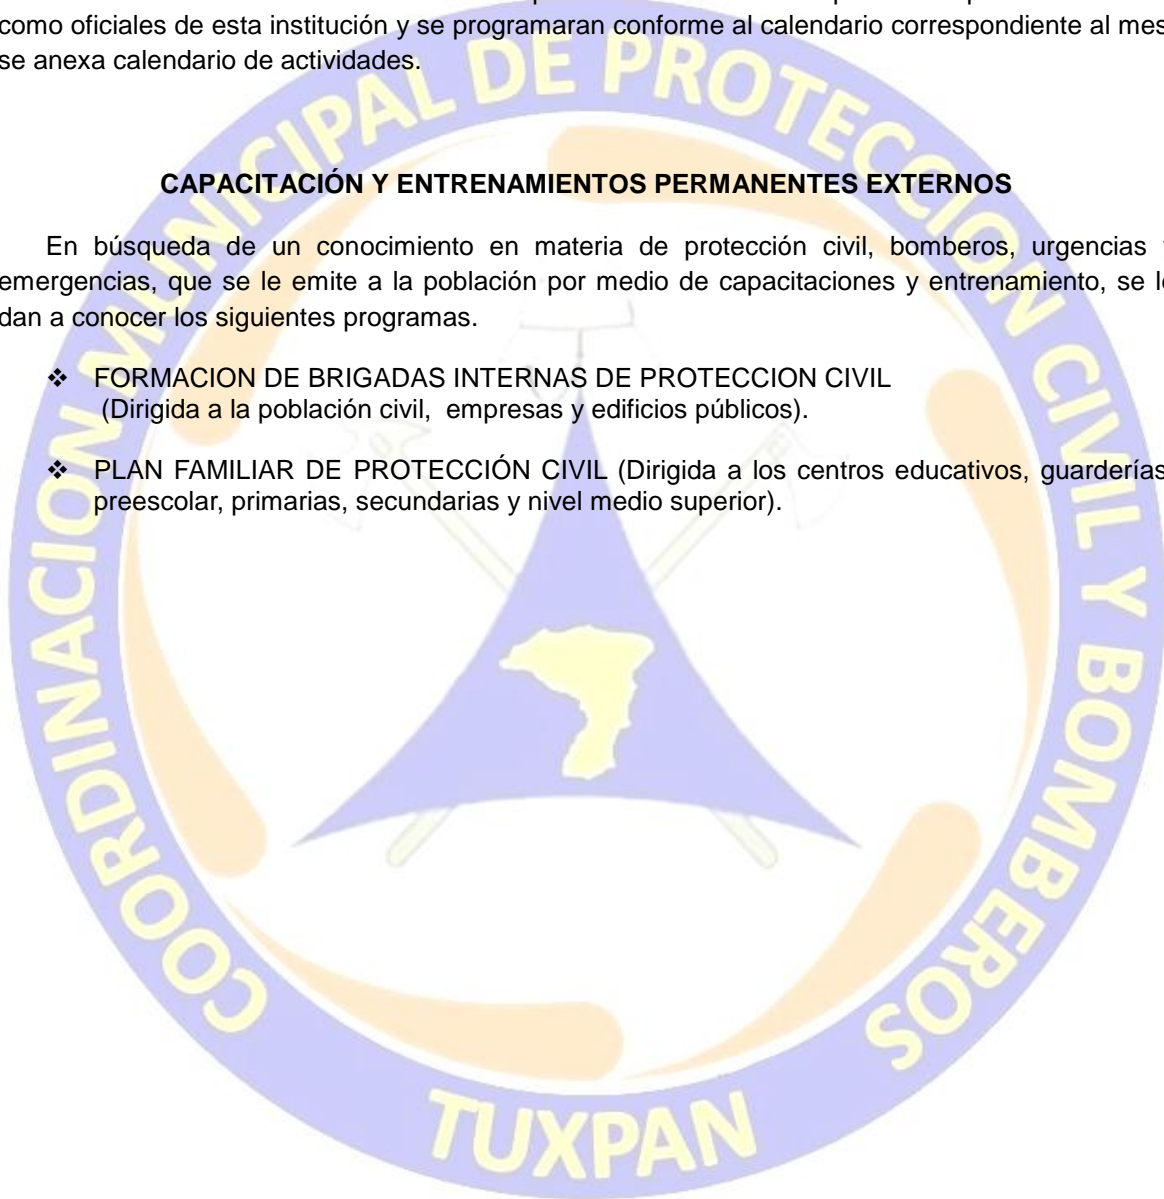 como oficiales de esta institución y se programaran conforme al calendario correspondiente al mes
se anexa calendario de actividades.
CAPACITACIÓN Y ENTRENAMIENTOS PERMANENTES EXTERNOS
En búsqueda de un conocimiento en materia de protección civil, bomberos, urgencias
emergencias, que se le emite a la población por medio de capacitaciones y entrenamiento, se
dan a conocer los siguientes programas.
❖ FORMACION DE BRIGADAS INTERNAS DE PROTECCION CIVIL
(Dirigida a la población civil, empresas y edificios públicos).
❖ PLAN FAMILIAR DE PROTECCIÓN CIVIL (Dirigida a los centros educativos, guarderías
preescolar, primarias, secundarias y nivel medio superior).
COORDINACION MUNICIPAL DE PROTECCION CIVIL Y BOMBEROS
TUXPAN